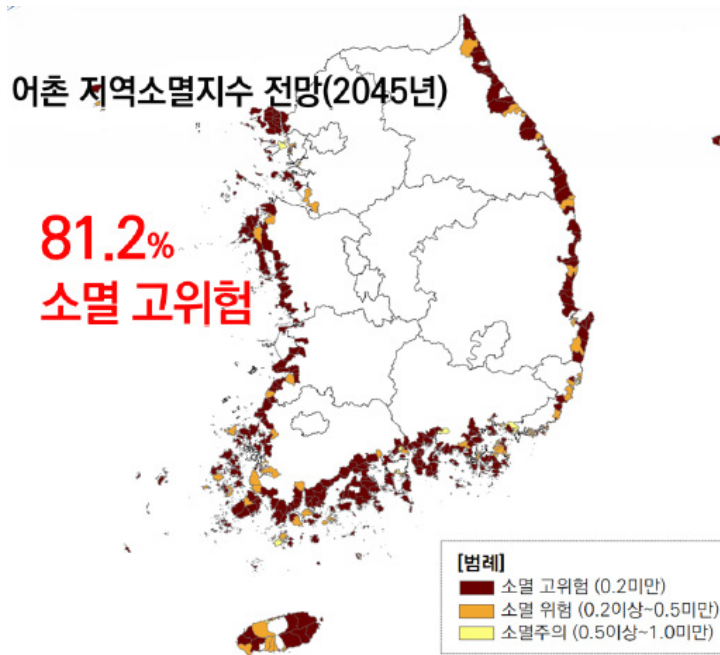 어촌 지역소멸지수 전망(2045년)
81.2%
소멸 고위험
[범례]
소멸 고위험 (0.2미만)
소멸 위험 (0.2이상~0.5미만)
소멸주의 (0.5이상~1.0미만)